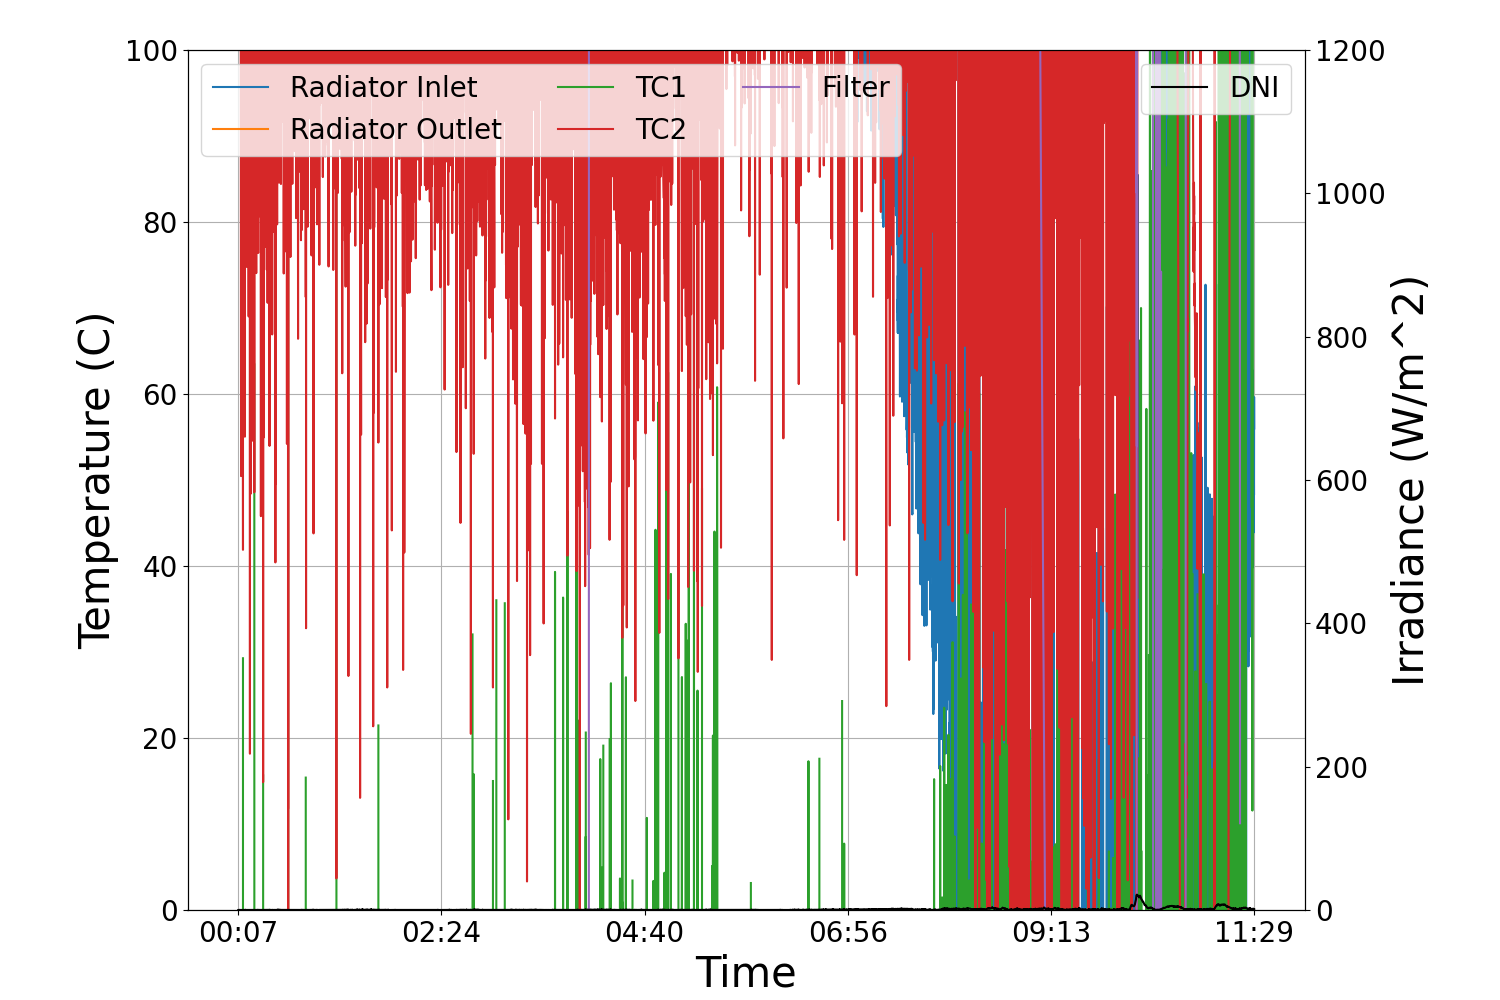 Temperature (C)
100
80
60
40
20
0
Radiator Inlet
Radiator Outlet
TC1
TC2
Filter
DNI
1200
1000
800
600
400
200
0
Irradiance (W/m^2)
00:07 02:24 04:40 06:56 09:13 11:29
Time